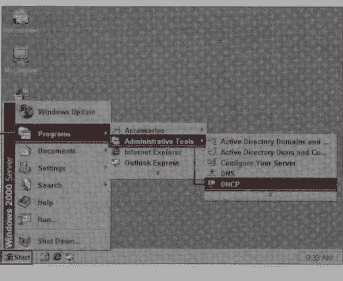 Windows Update
Programs
Documents
Settings
Search
Help
Run...
Shut Down...
Windows 2000 Server
Accessories
Administrative Tools
Internet Explorer
Outlook Express
Active Directory Domains and ...
Active Directory Users and Co...
Configure Your Server
DNS
DHCP
Start
9:33 AM